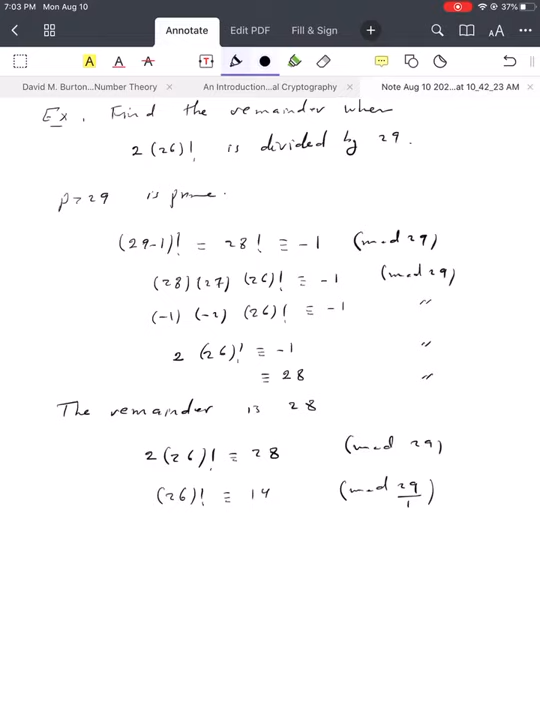 7:03 PM Mon Aug 10 37%
Annotate Edit PDF Fill & Sign AA
A A A T
David M. Burton...Number Theory × An Introduction...al Cryptography × Note Aug 10 202...at 10_42_23 AM ×
Ex. Find the remainder when
2(26)! is divided by 29.
p = 29 is prime.
(29-1)! = 28! ≡ -1 (mod 29)
(28)(27)(26)! ≡ -1 (mod 29)
(-1)(-2)(26)! ≡ -1 "
2(26)! ≡ -1 "
≡ 28 "
The remainder is 28
2(26)! ≡ 28 (mod 29)
(26)! ≡ 14 (mod 29/1)